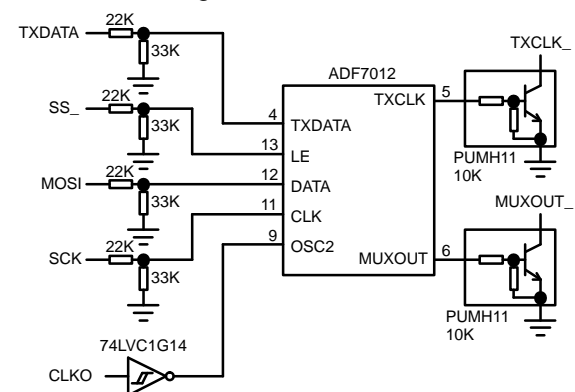 22K
TXDATA
33K
ADF7012
TXCLK_
22K
SS_
33K
TXCLK
5
4
TXDATA
13
LE
PUMH11
10K
22K
MOSI
33K
12
DATA
11
CLK
MUXOUT_
22K
SCK
33K
9
OSC2
MUXOUT
6
PUMH11
10K
74LVC1G14
CLKO